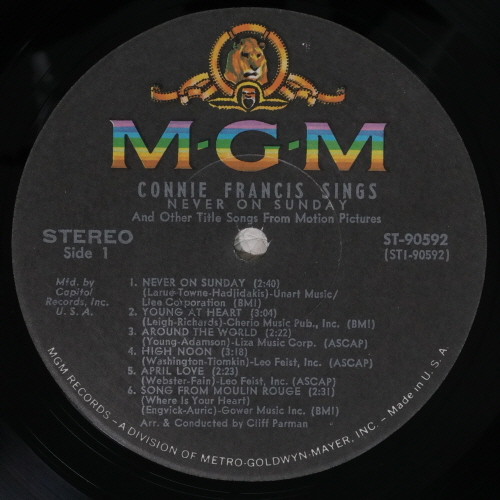 M·G·M
CONNIE FRANCIS SINGS
NEVER ON SUNDAY
And Other Title Songs From Motion Pictures
STEREO
Side 1
ST-90592
(ST1-90592)
Mfd. by
Capitol
Records, Inc.
U. S. A.
1. NEVER ON SUNDAY (2:40)
(Larue-Towne-Hadjidakis)-Unart Music/
Llee Corporation (BMI)
2. YOUNG AT HEART (3:04)
(Leigh-Richards)-Cherio Music Pub., Inc. (BMI)
3. AROUND THE WORLD (2:22)
(Young-Adamson)-Liza Music Corp. (ASCAP)
4. HIGH NOON (3:18)
(Washington-Tiomkin)-Leo Feist, Inc. (ASCAP)
5. APRIL LOVE (2:23)
(Webster-Fain)-Leo Feist, Inc. (ASCAP)
6. SONG FROM MOULIN ROUGE (2:31)
(Where Is Your Heart)
(Engvick-Auric)-Gower Music Inc. (BMI)
Arr. & Conducted by Cliff Parman
MGM RECORDS - A DIVISION OF METRO-GOLDWYN-MAYER, INC. - Made in U. S. A.